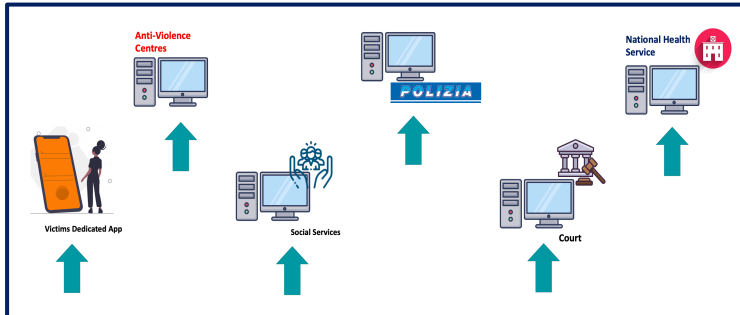 Anti-Violence
Centres
POLIZIA
National Health
Service
Victims Dedicated App
Social Services
Court